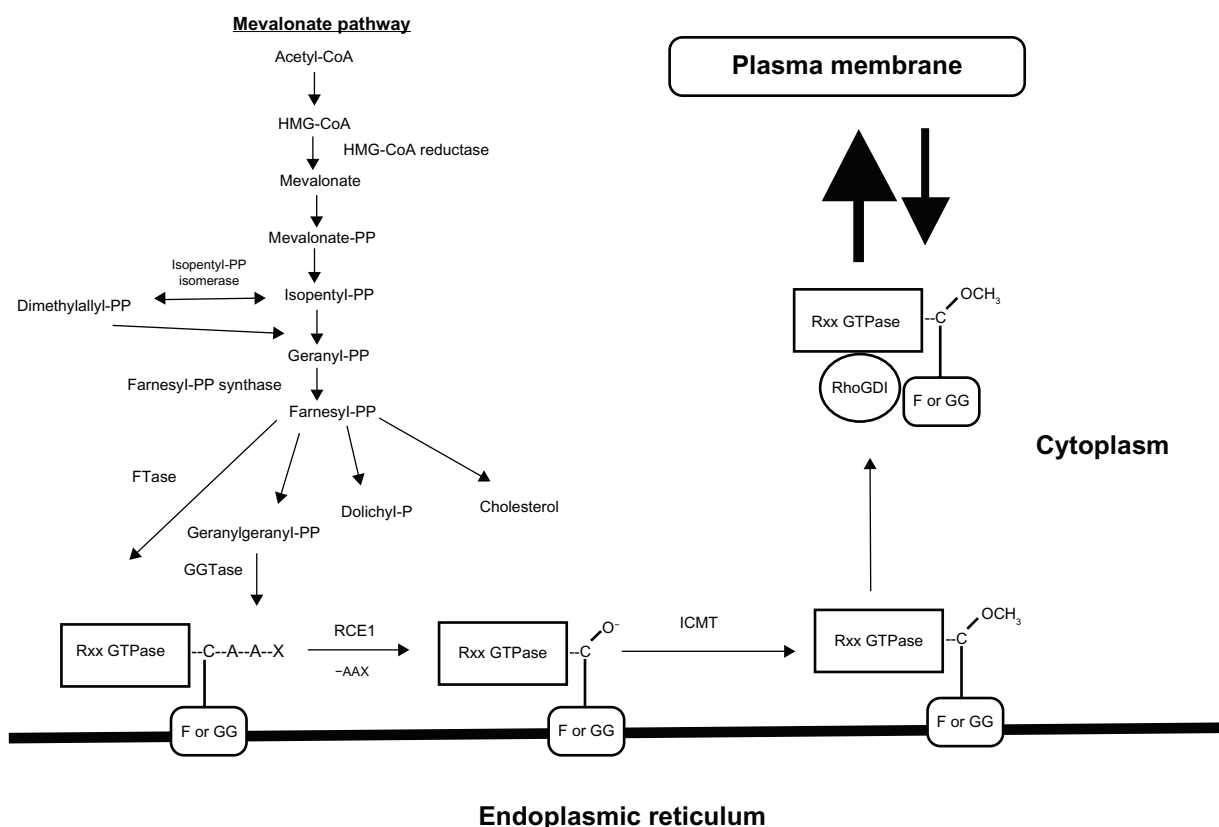 Mevalonate pathway
Acetyl-CoA
HMG-CoA
HMG-CoA reductase
Mevalonate
Mevalonate-PP
Isopentyl-PP
isomerase
Dimethylallyl-PP
Isopentyl-PP
Geranyl-PP
Farnesyl-PP synthase
Farnesyl-PP
FTase
Geranylgeranyl-PP
Dolichyl-P
Cholesterol
GGTase
Rxx GTPase
--C--A--A--X
F or GG
RCE1
−AAX
Rxx GTPase
--C
O⁻
F or GG
ICMT
Rxx GTPase
--C
OCH₃
F or GG
Plasma membrane
Rxx GTPase
--C
OCH₃
RhoGDI
F or GG
Cytoplasm
Endoplasmic reticulum